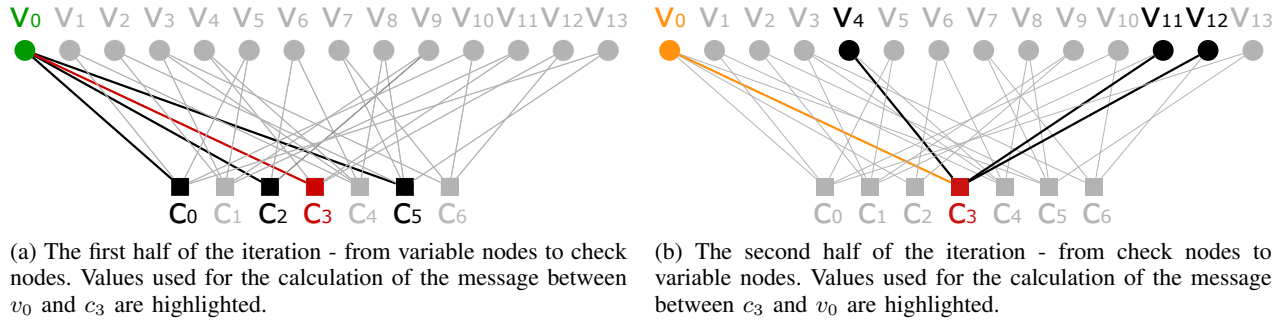 V0 V1 V2 V3 V4 V5 V6 V7 V8 V9 V10 V11 V12 V13
C0 C1 C2 C3 C4 C5 C6
(a) The first half of the iteration - from variable nodes to check
nodes. Values used for the calculation of the message between
v0 and c3 are highlighted.
V0 V1 V2 V3 V4 V5 V6 V7 V8 V9 V10 V11 V12 V13
C0 C1 C2 C3 C4 C5 C6
(b) The second half of the iteration - from check nodes to
variable nodes. Values used for the calculation of the message
between c3 and v0 are highlighted.